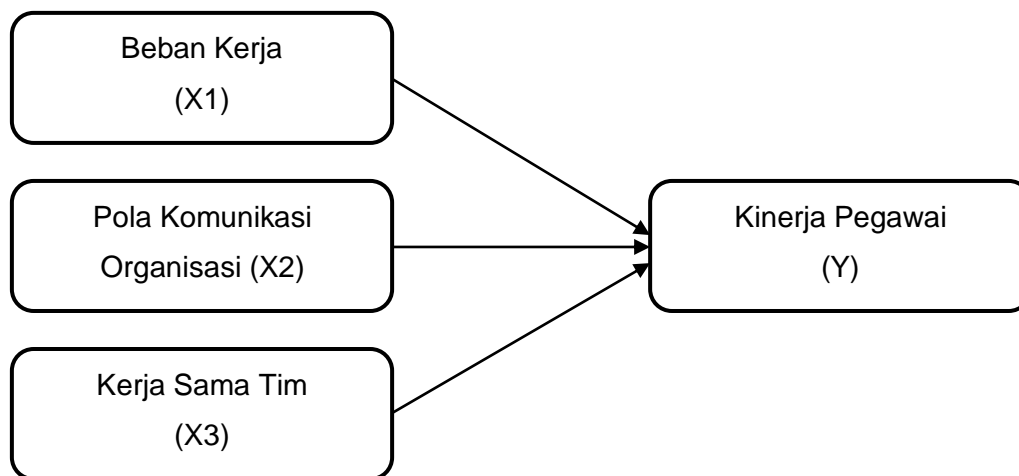 Beban Kerja
(X1)
Pola Komunikasi
Organisasi (X2)
Kerja Sama Tim
(X3)
Kinerja Pegawai
(Y)